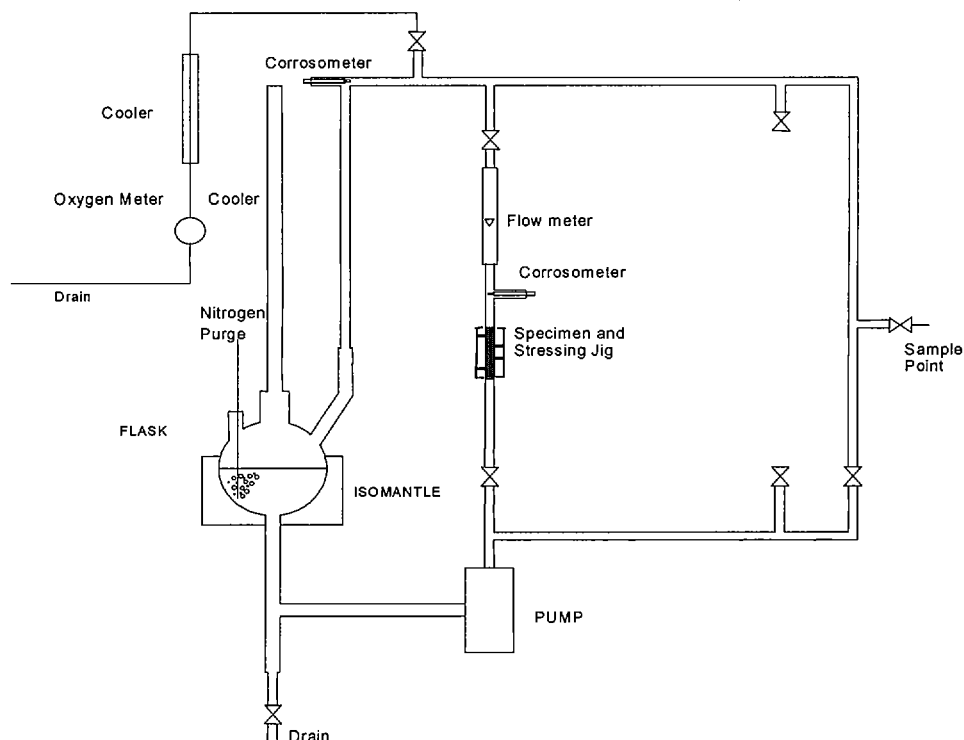 Corrosometer
Cooler
Oxygen Meter
Cooler
Flow meter
Corrosometer
Drain
Nitrogen
Purge
Specimen and
Stressing Jig
Sample
Point
FLASK
ISOMANTLE
PUMP
Drain